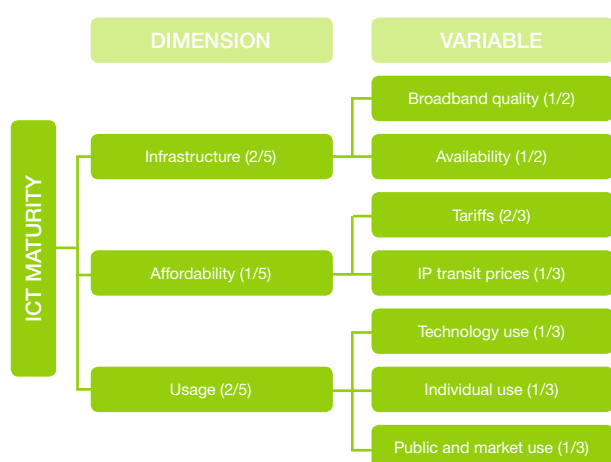 DIMENSION
VARIABLE
ICT MATURITY
Infrastructure (2/5)
Broadband quality (1/2)
Availability (1/2)
Affordability (1/5)
Tariffs (2/3)
IP transit prices (1/3)
Usage (2/5)
Technology use (1/3)
Individual use (1/3)
Public and market use (1/3)